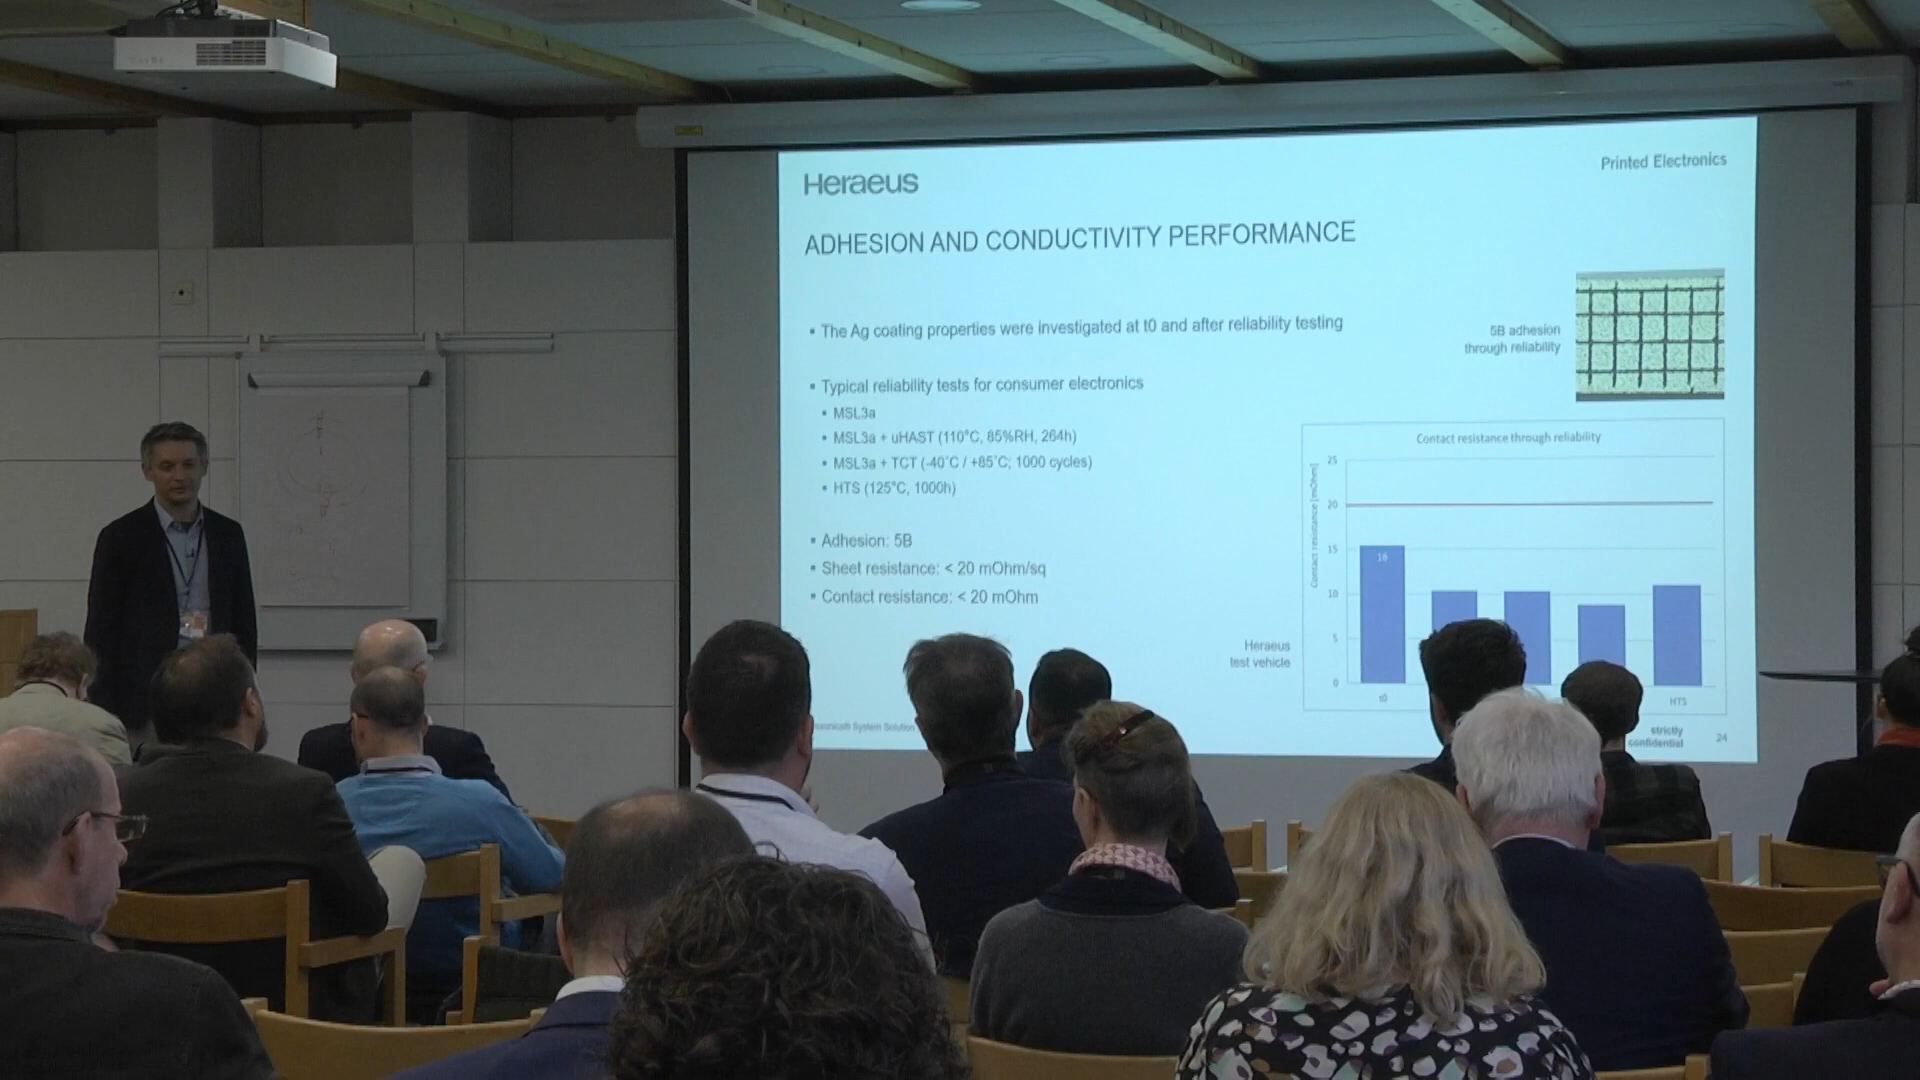 Heraeus
Printed Electronics
ADHESION AND CONDUCTIVITY PERFORMANCE
▪ The Ag coating properties were investigated at t0 and after reliability testing
5B adhesion
through reliability
▪ Typical reliability tests for consumer electronics
▪ MSL3a
▪ MSL3a + uHAST (110°C, 85%RH, 264h)
▪ MSL3a + TCT (-40°C / +85°C; 1000 cycles)
▪ HTS (125°C, 1000h)
▪ Adhesion: 5B
▪ Sheet resistance: < 20 mOhm/sq
▪ Contact resistance: < 20 mOhm
Contact resistance through reliability
Contact resistance [mOhm]
25
20
15
10
5
0
16
t0
HTS
Heraeus
test vehicle
System Solution
strictly
confidential
24